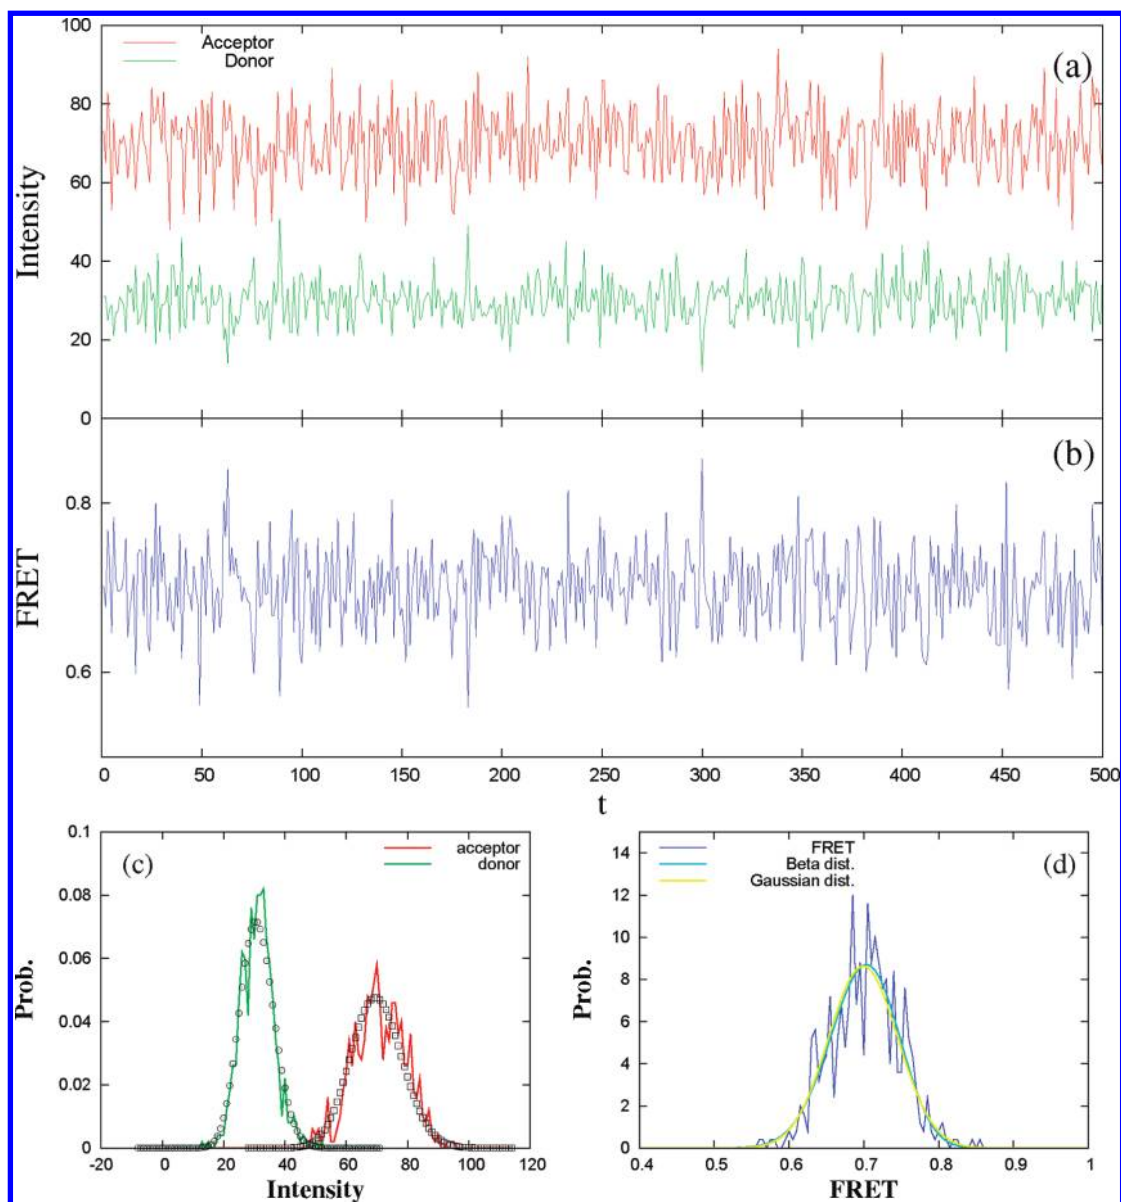 100
Acceptor
(a)
Donor
80
60
Intensity
40
20
0
(b)
0.8
FRET
0.6
0 50 100 150 200 250 300 350 400 450 500
t
0.1
(c)
acceptor
donor
0.08
0.06
Prob.
0.04
0.02
0
-20 0 20 40 60 80 100 120
Intensity
14
FRET
(d)
Beta dist.
12
Gaussian dist.
10
8
Prob.
6
4
2
0
0.4 0.5 0.6 0.7 0.8 0.9 1
FRET